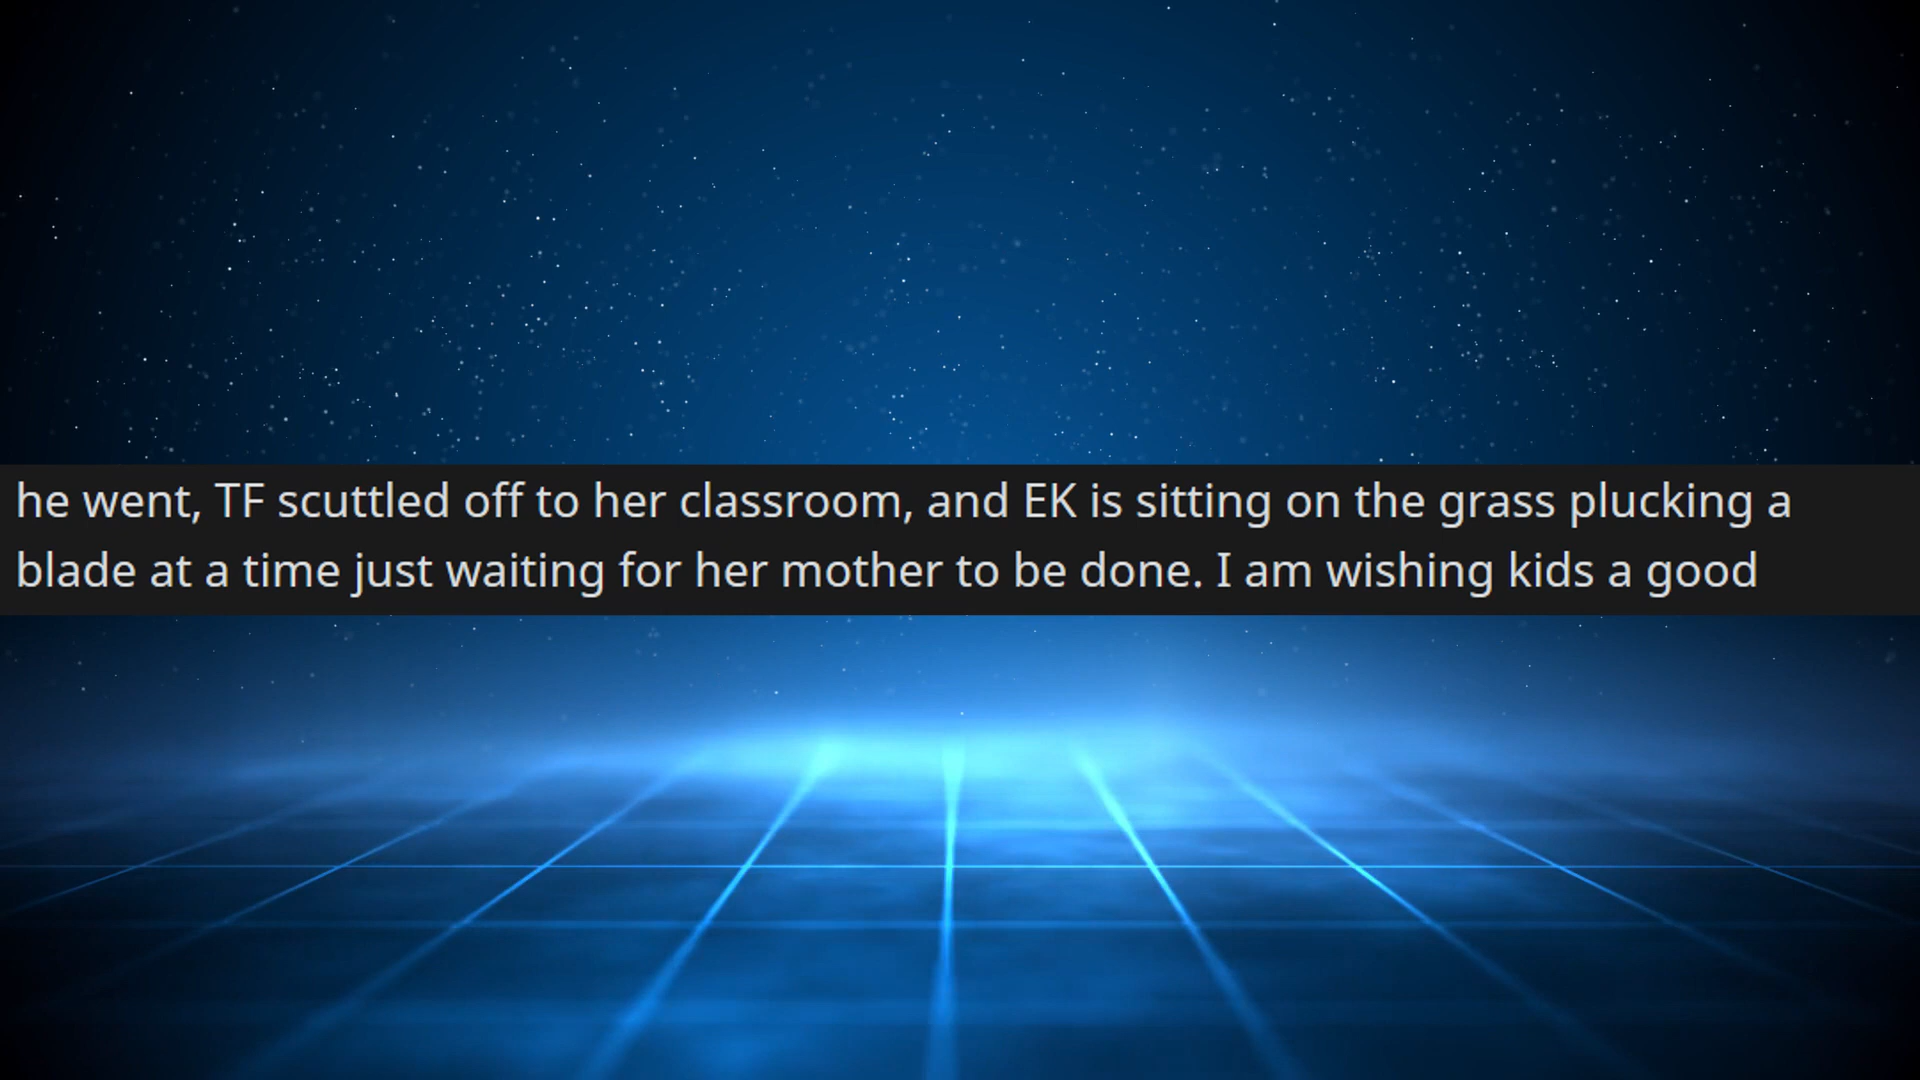 he went, TF scuttled off to her classroom, and EK is sitting on the grass plucking a
blade at a time just waiting for her mother to be done. I am wishing kids a good